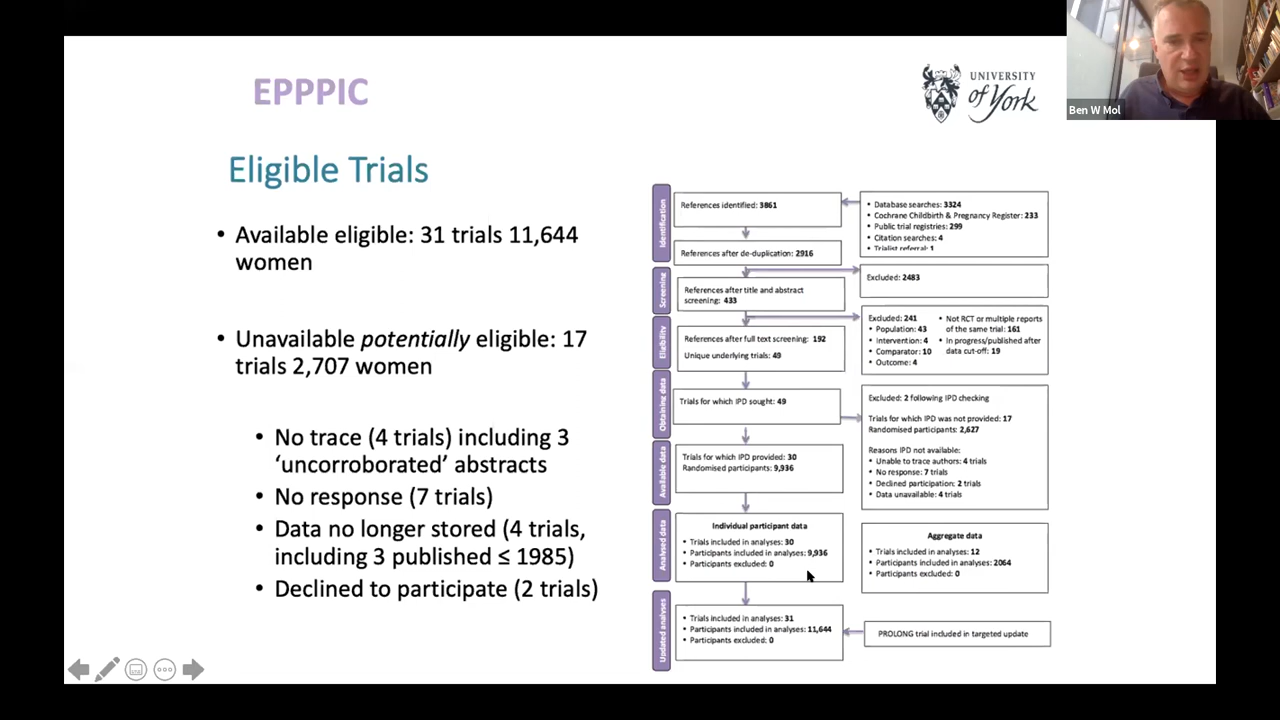 EPPPIC
UNIVERSITY
of York
Ben W Mol
Eligible Trials
• Available eligible: 31 trials 11,644
women
• Unavailable potentially eligible: 17
trials 2,707 women
• No trace (4 trials) including 3
‘uncorroborated’ abstracts
• No response (7 trials)
• Data no longer stored (4 trials,
including 3 published ≤ 1985)
• Declined to participate (2 trials)
Identification
References identified: 3861
• Database searches: 3324
• Cochrane Childbirth & Pregnancy Register: 233
• Public trial registries: 299
• Citation searches: 4
• Trialist referral: 1
References after de-duplication: 2916
Screening
Excluded: 2483
References after title and abstract
screening: 433
Eligibility
Excluded: 241
• Population: 43
• Intervention: 4
• Comparator: 10
• Outcome: 4
• Not RCT or multiple reports
of the same trial: 161
• In progress/published after
data cut-off: 19
References after full text screening: 192
Unique underlying trials: 49
Obtaining data
Trials for which IPD sought: 49
Excluded: 2 following IPD checking
Trials for which IPD was not provided: 17
Randomised participants: 2,627
Reasons IPD not available:
• Unable to trace authors: 4 trials
• No response: 7 trials
• Declined participation: 2 trials
• Data unavailable: 4 trials
Available data
Trials for which IPD provided: 30
Randomised participants: 9,936
Analysed data
Individual participant data
• Trials included in analyses: 30
• Participants included in analyses: 9,936
• Participants excluded: 0
Aggregate data
• Trials included in analyses: 12
• Participants included in analyses: 2064
• Participants excluded: 0
Updated analyses
• Trials included in analyses: 31
• Participants included in analyses: 11,644
• Participants excluded: 0
PROLONG trial included in targeted update